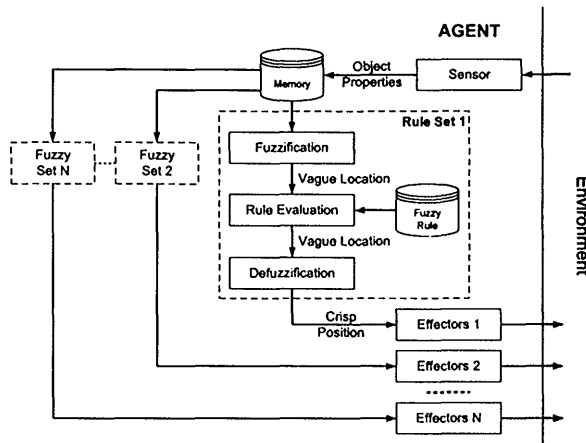 AGENT
Object
Properties
Sensor
Memory
Rule Set 1
Fuzzification
Fuzzy
Set N
Fuzzy
Set 2
Vague Location
Rule Evaluation
Fuzzy
Rule
Vague Location
Defuzzification
Crisp
Position
Effectors 1
Effectors 2
Effectors N
Environment